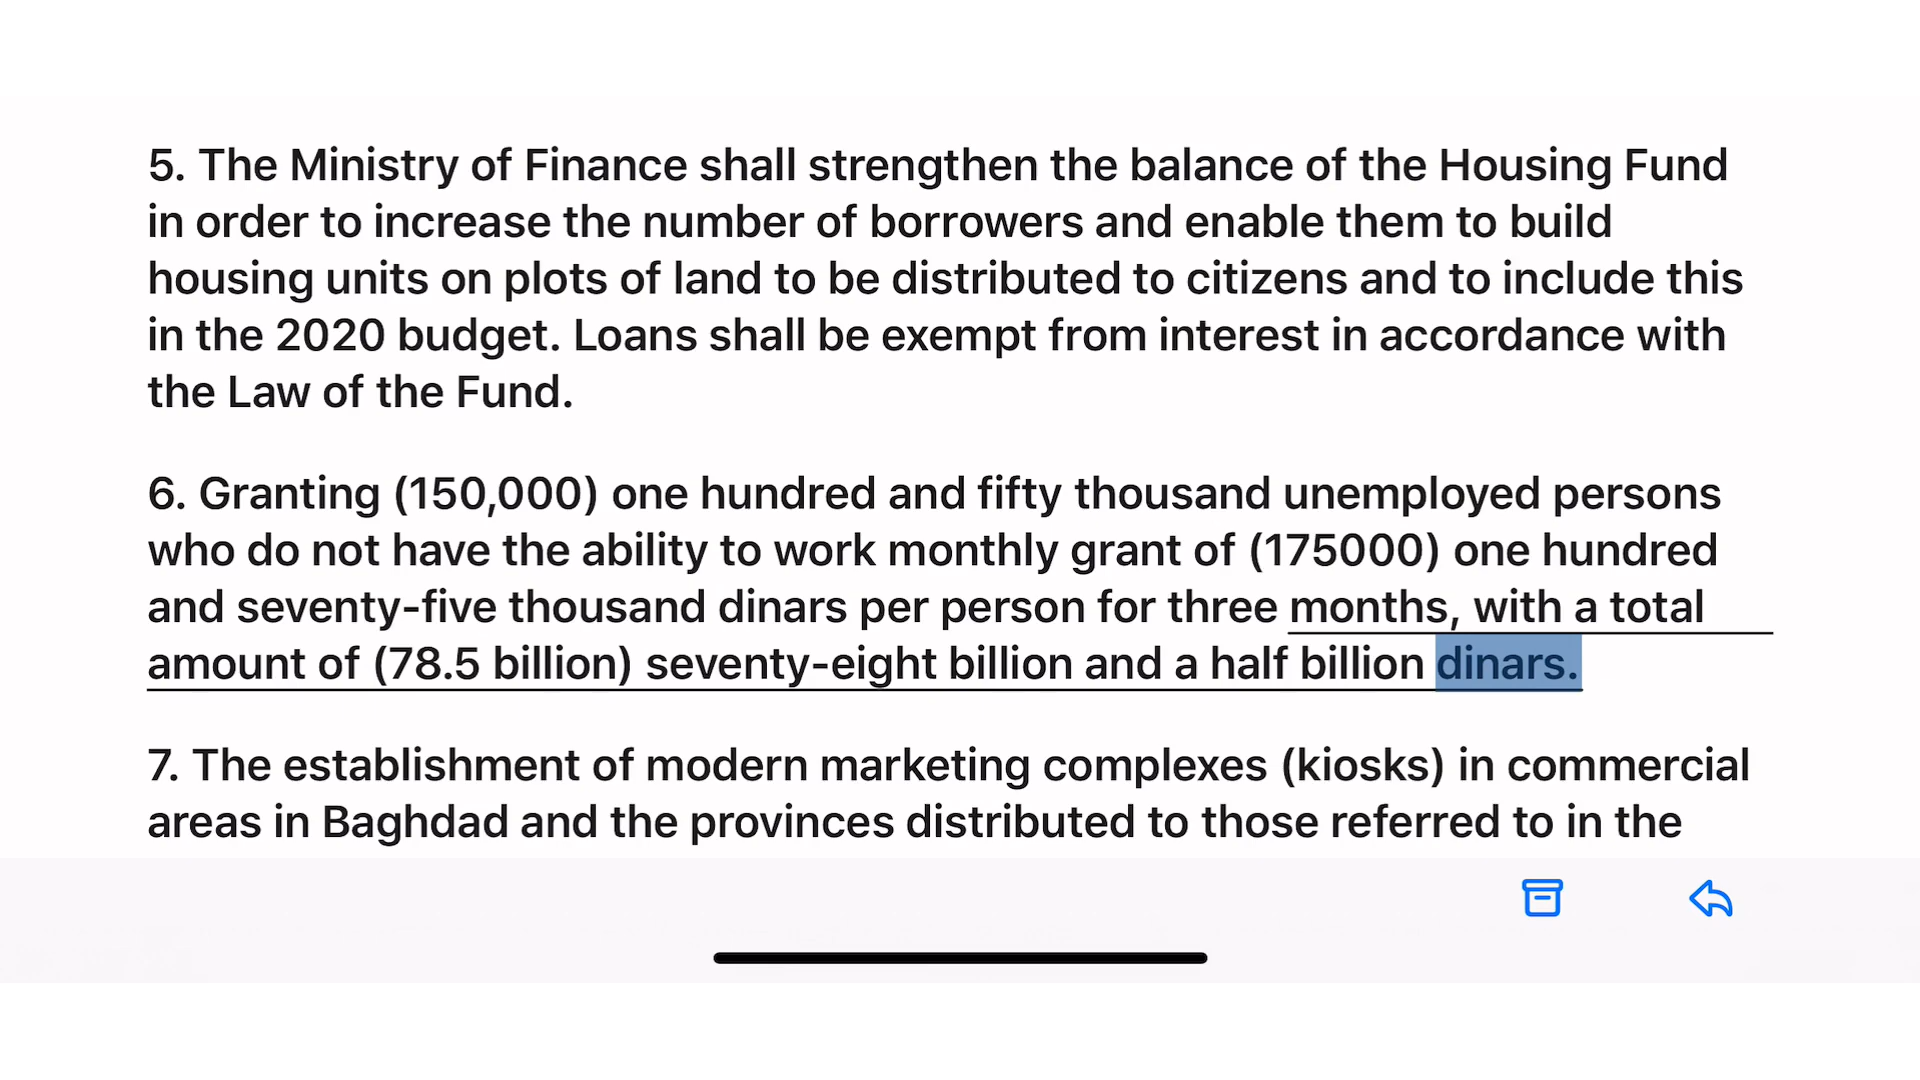 5. The Ministry of Finance shall strengthen the balance of the Housing Fund
in order to increase the number of borrowers and enable them to build
housing units on plots of land to be distributed to citizens and to include this
in the 2020 budget. Loans shall be exempt from interest in accordance with
the Law of the Fund.
6. Granting (150,000) one hundred and fifty thousand unemployed persons
who do not have the ability to work monthly grant of (175000) one hundred
and seventy-five thousand dinars per person for three months, with a total
amount of (78.5 billion) seventy-eight billion and a half billion dinars.
7. The establishment of modern marketing complexes (kiosks) in commercial
areas in Baghdad and the provinces distributed to those referred to in the